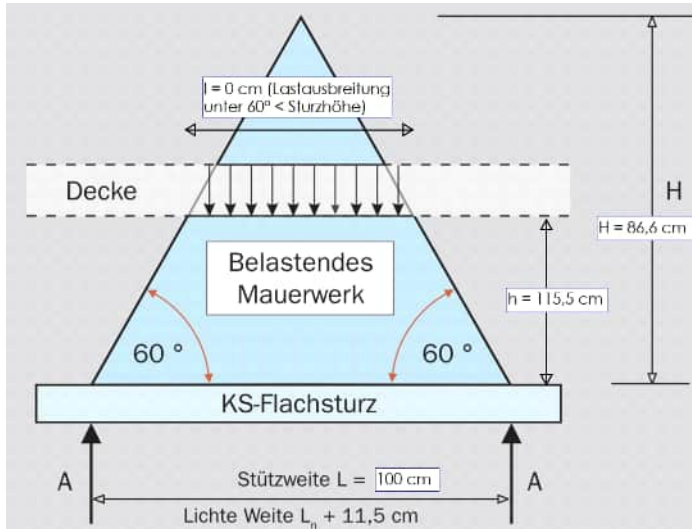 l = 0 cm (Lastausbreitung
unter 60° < Sturzhöhe)
Decke
H
H = 86,6 cm
Belastendes
Mauerwerk
h = 115,5 cm
60 °
60 °
KS-Flachsturz
A
Stützweite L = 100 cm
A
Lichte Weite Ln + 11,5 cm